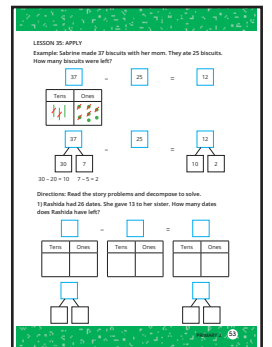 LESSON 35: APPLY
Example: Sabrine made 37 biscuits with her mom. They ate 25 biscuits.
How many biscuits were left?
37 – 25 = 12
Tens Ones
37 – 25 = 12
30 7 10 2
30 – 20 = 10 7 – 5 = 2
Directions: Read the story problems and decompose to solve.
1) Rashida had 26 dates. She gave 13 to her sister. How many dates
does Rashida have left?
– =
Tens Ones Tens Ones Tens Ones
PRIMARY 2 53